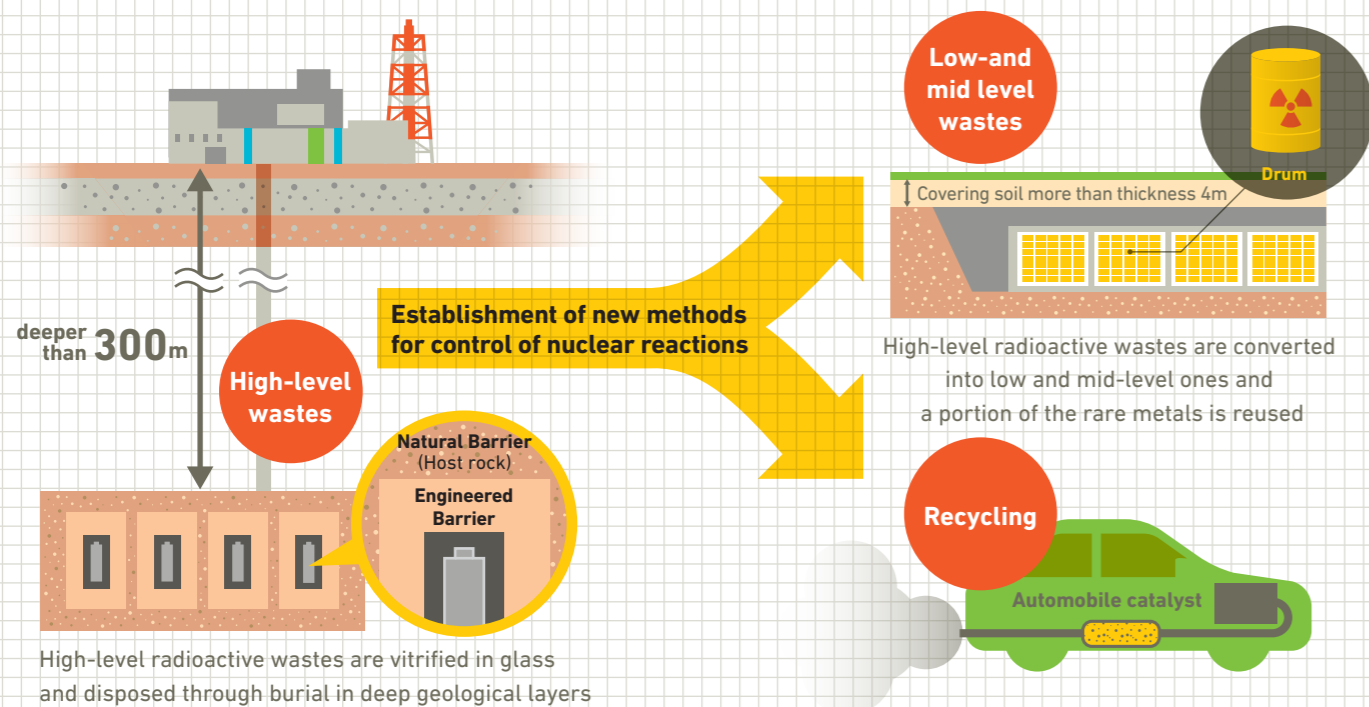 deeper
than 300m
High-level
wastes
Natural Barrier
(Host rock)
Engineered
Barrier
High-level radioactive wastes are vitrified in glass
and disposed through burial in deep geological layers
Establishment of new methods
for control of nuclear reactions
Low-and
mid level
wastes
Drum
Covering soil more than thickness 4m
High-level radioactive wastes are converted
into low and mid-level ones and
a portion of the rare metals is reused
Recycling
Automobile catalyst